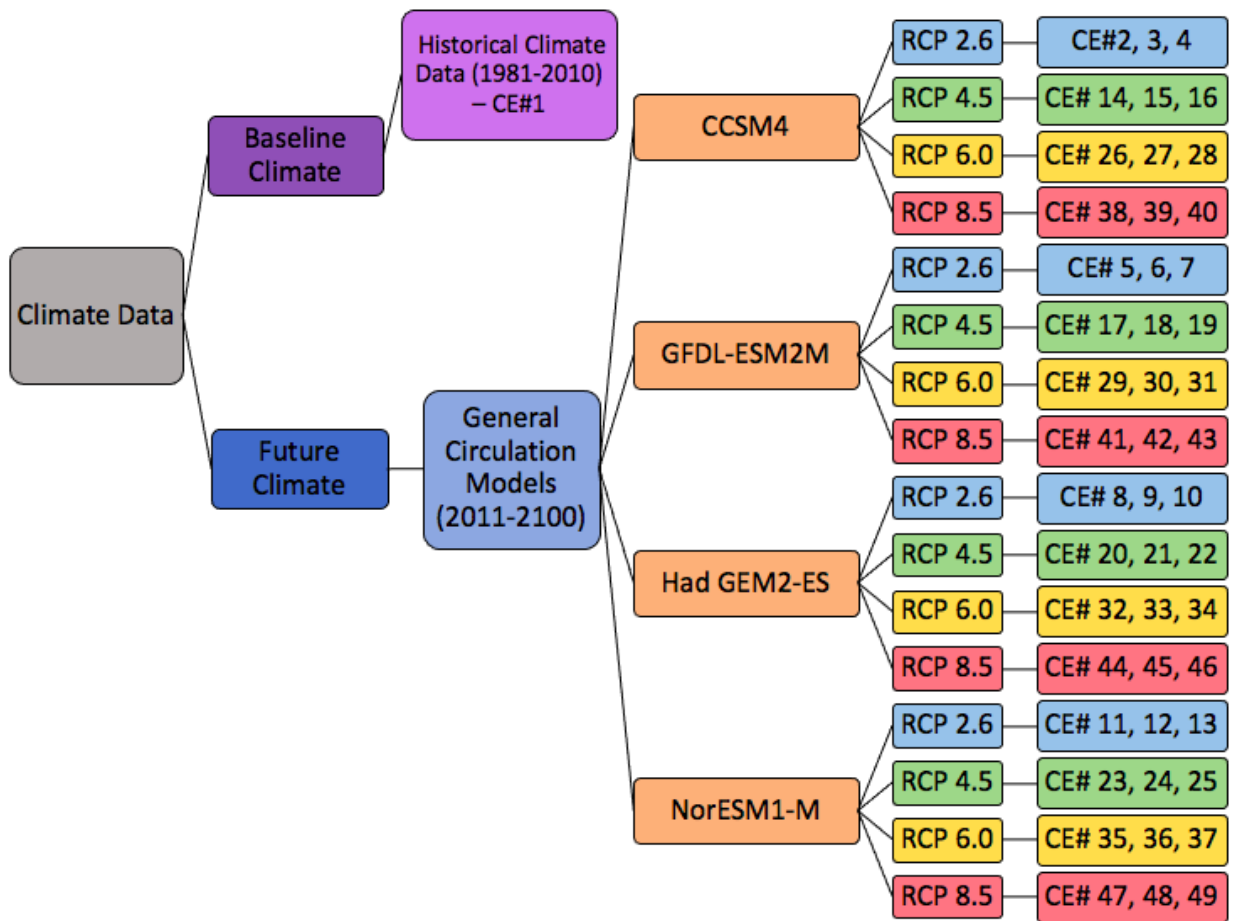 Climate Data
Baseline
Climate
Historical Climate
Data (1981-2010)
– CE#1
Future
Climate
General
Circulation
Models
(2011-2100)
CCSM4
RCP 2.6
CE#2, 3, 4
RCP 4.5
CE# 14, 15, 16
RCP 6.0
CE# 26, 27, 28
RCP 8.5
CE# 38, 39, 40
GFDL-ESM2M
RCP 2.6
CE# 5, 6, 7
RCP 4.5
CE# 17, 18, 19
RCP 6.0
CE# 29, 30, 31
RCP 8.5
CE# 41, 42, 43
Had GEM2-ES
RCP 2.6
CE# 8, 9, 10
RCP 4.5
CE# 20, 21, 22
RCP 6.0
CE# 32, 33, 34
RCP 8.5
CE# 44, 45, 46
NorESM1-M
RCP 2.6
CE# 11, 12, 13
RCP 4.5
CE# 23, 24, 25
RCP 6.0
CE# 35, 36, 37
RCP 8.5
CE# 47, 48, 49